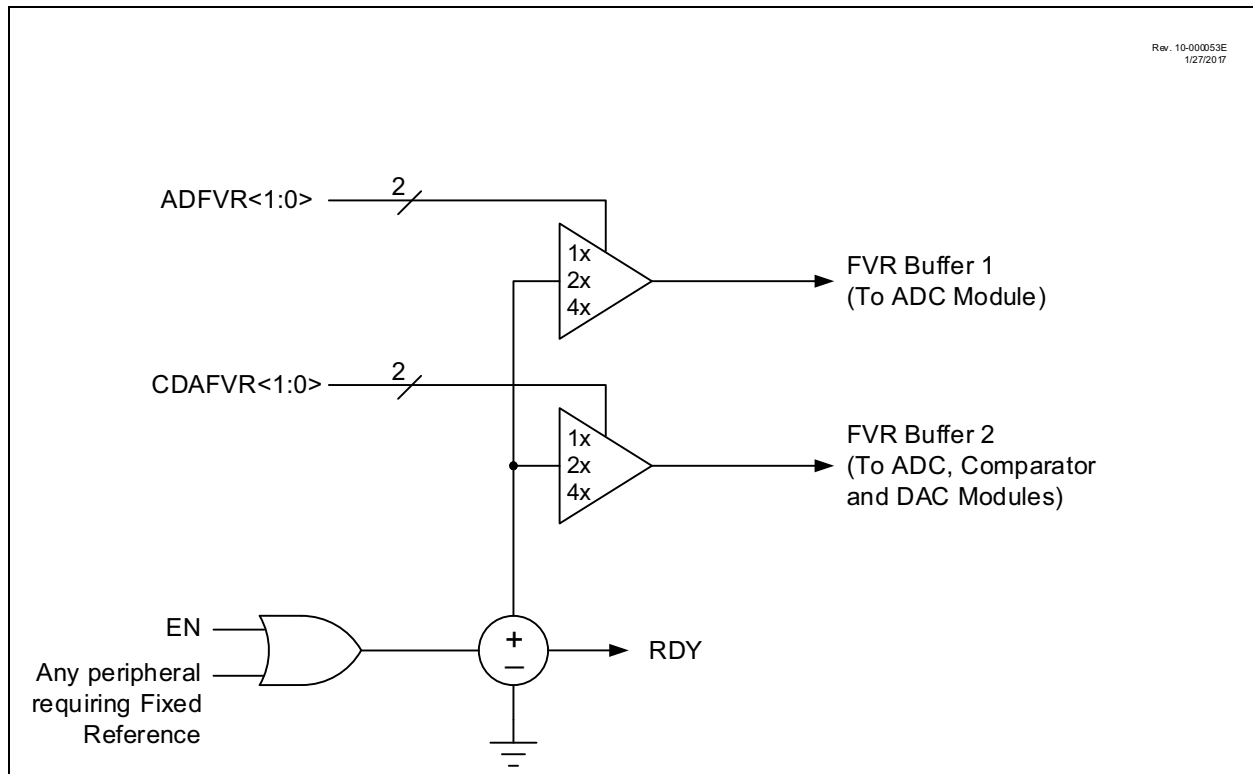 Rev. 10-000053E
1/27/2017
ADFVR<1:0>
2
1x
2x
4x
FVR Buffer 1
(To ADC Module)
CDAFVR<1:0>
2
1x
2x
4x
FVR Buffer 2
(To ADC, Comparator
and DAC Modules)
EN
Any peripheral
requiring Fixed
Reference
+
−
RDY